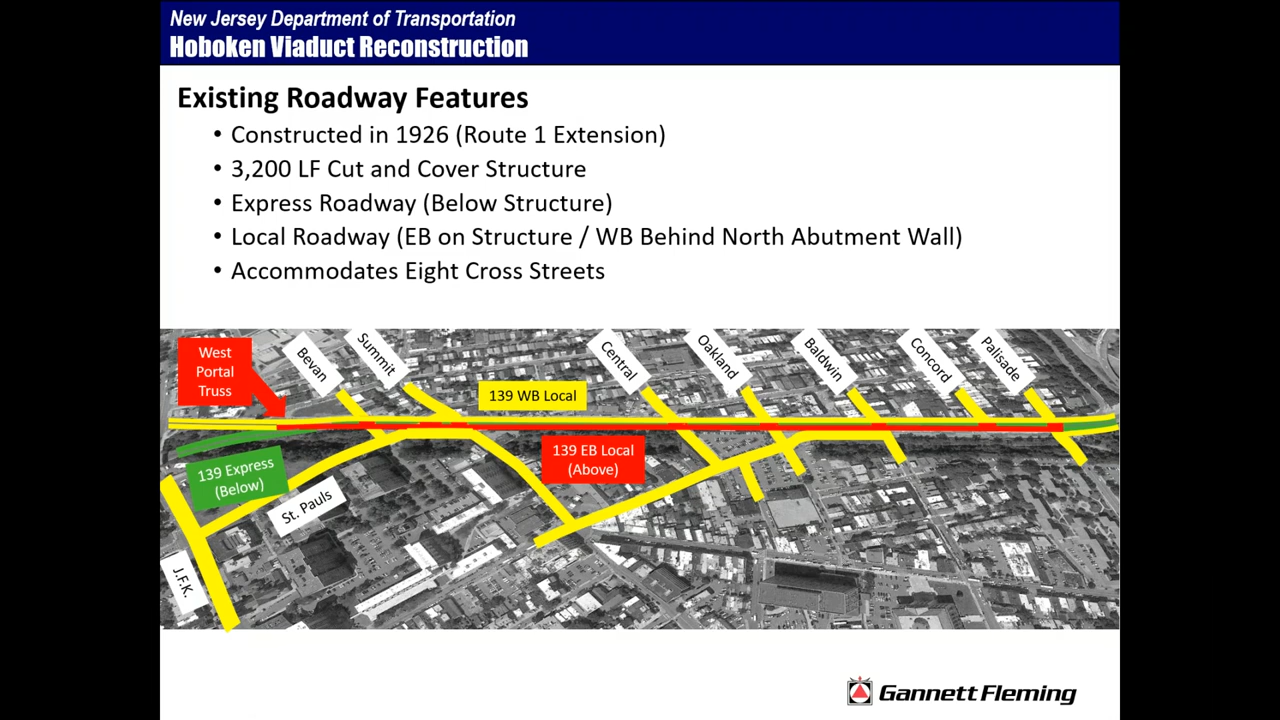 New Jersey Department of Transportation
Hoboken Viaduct Reconstruction
Existing Roadway Features
• Constructed in 1926 (Route 1 Extension)
• 3,200 LF Cut and Cover Structure
• Express Roadway (Below Structure)
• Local Roadway (EB on Structure / WB Behind North Abutment Wall)
• Accommodates Eight Cross Streets
West
Portal
Truss
Bevan
Summit
Central
Oakland
Baldwin
Concord
Palisade
139 WB Local
139 EB Local
(Above)
139 Express
(Below)
St. Pauls
J.F.K.
Gannett Fleming